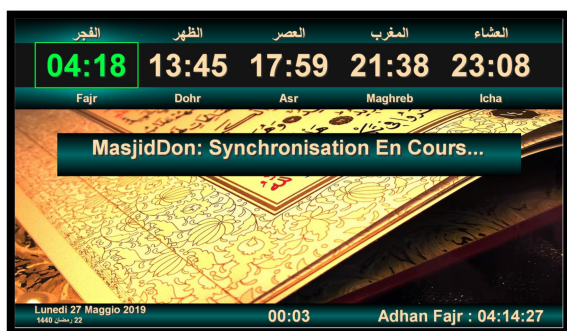 الفجر الظهر العصر المغرب العشاء
04:18 13:45 17:59 21:38 23:08
Fajr Dohr Asr Maghreb Icha
MasjidDon: Synchronisation En Cours...
Lunedi 27 Maggio 2019
22 رمضان 1440
00:03
Adhan Fajr : 04:14:27